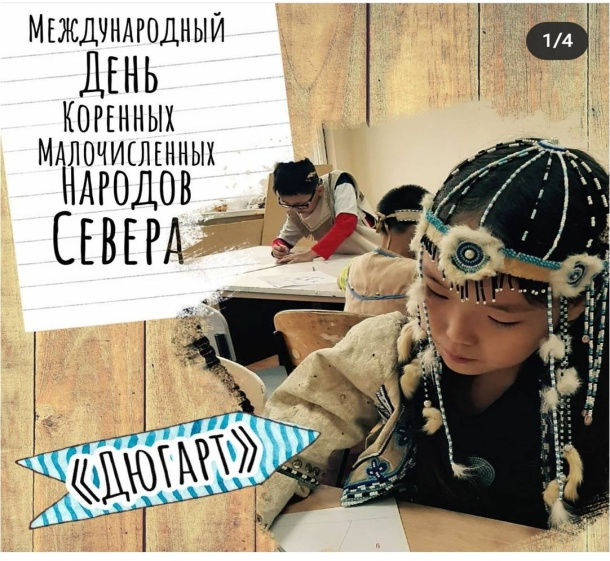 Международный
День
Коренных
Малочисленных
Народов
Севера
1/4
«ДЮГАРТ»